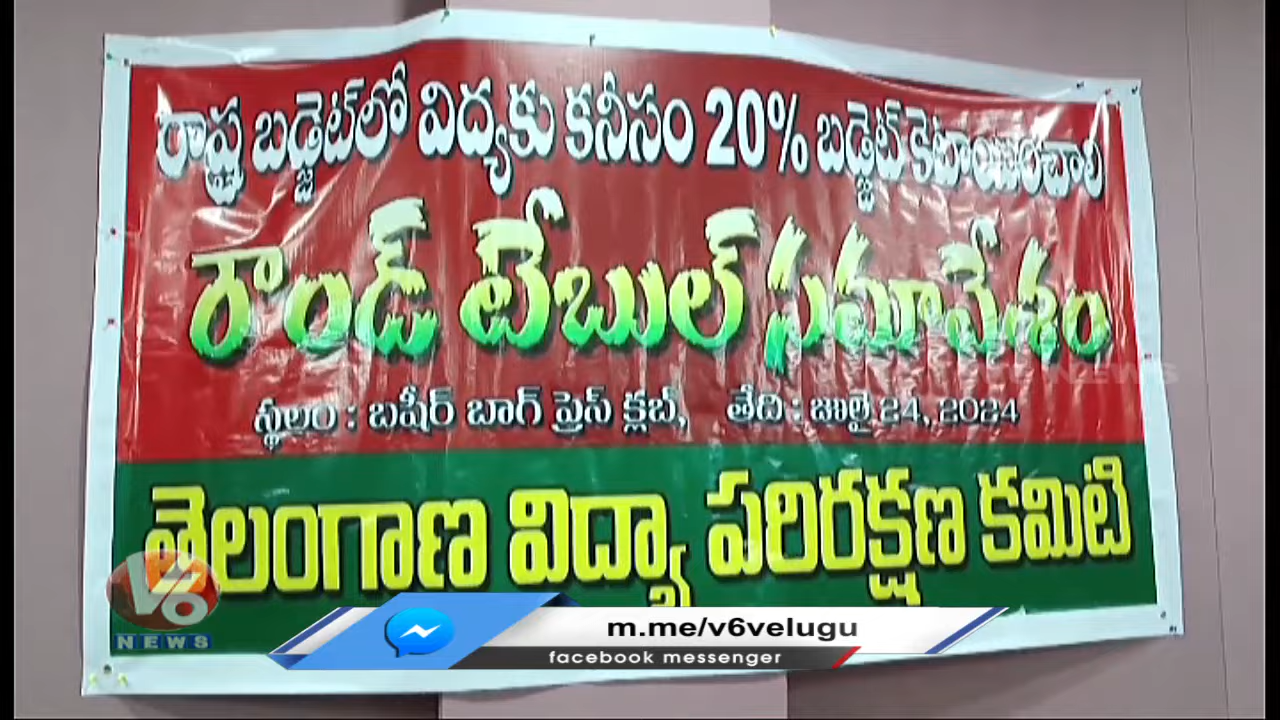 రాష్ట్ర బడ్జెట్‌లో విద్యకు కనీసం 20% బడ్జెట్ కేటాయించాలి
రౌండ్ టేబుల్ సమావేశం
స్థలం : బషీర్ బాగ్ ప్రెస్ క్లబ్, తేది : జూలై 24, 2024
తెలంగాణ విద్యా పరిరక్షణ కమిటి
V6
NEWS
m.me/v6velugu
facebook messenger